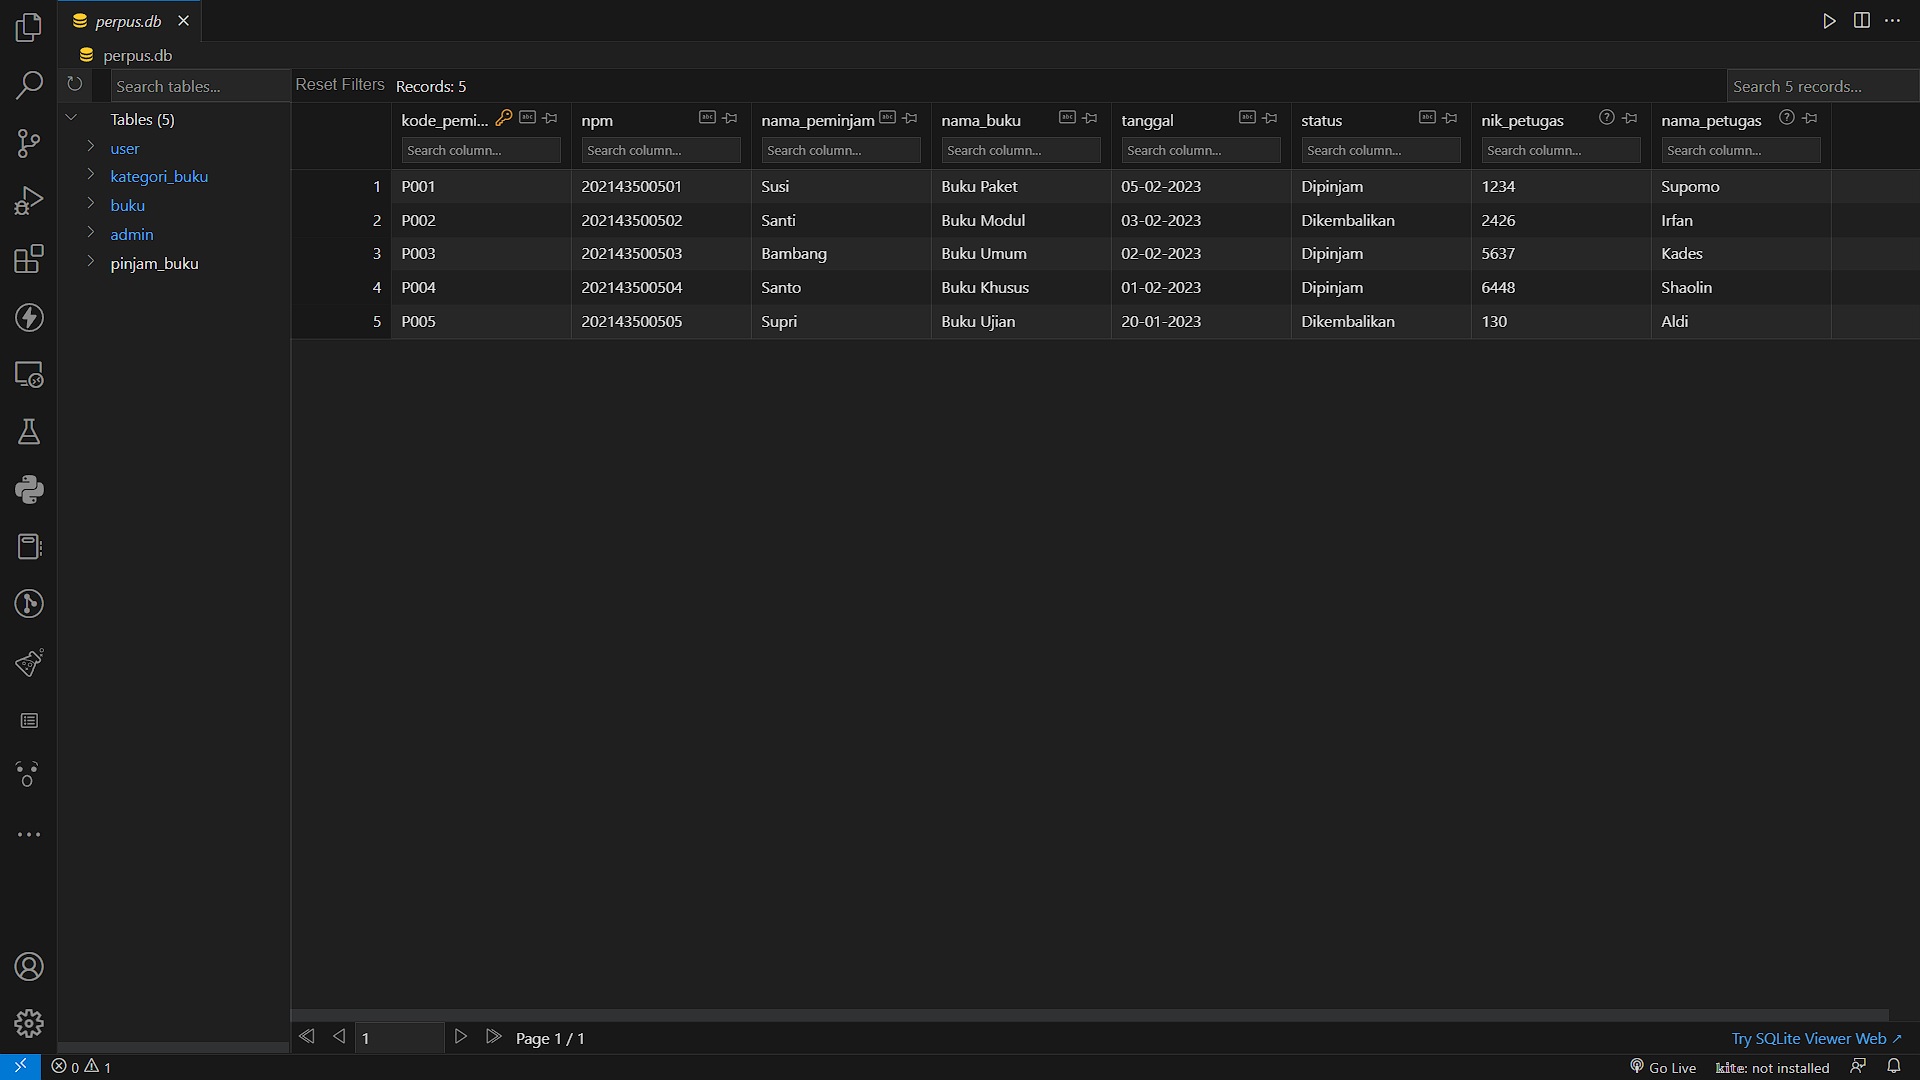 perpus.db
perpus.db
Search tables... Reset Filters Records: 5 Search 5 records...
Tables (5)
user
kategori_buku
buku
admin
pinjam_buku
kode_pemi... npm nama_peminjam nama_buku tanggal status nik_petugas nama_petugas
Search column... Search column... Search column... Search column... Search column... Search column... Search column... Search column...
1 P001 202143500501 Susi Buku Paket 05-02-2023 Dipinjam 1234 Supomo
2 P002 202143500502 Santi Buku Modul 03-02-2023 Dikembalikan 2426 Irfan
3 P003 202143500503 Bambang Buku Umum 02-02-2023 Dipinjam 5637 Kades
4 P004 202143500504 Santo Buku Khusus 01-02-2023 Dipinjam 6448 Shaolin
5 P005 202143500505 Supri Buku Ujian 20-01-2023 Dikembalikan 130 Aldi
1 Page 1 / 1 Try SQLite Viewer Web ↗
0 1 Go Live kite: not installed